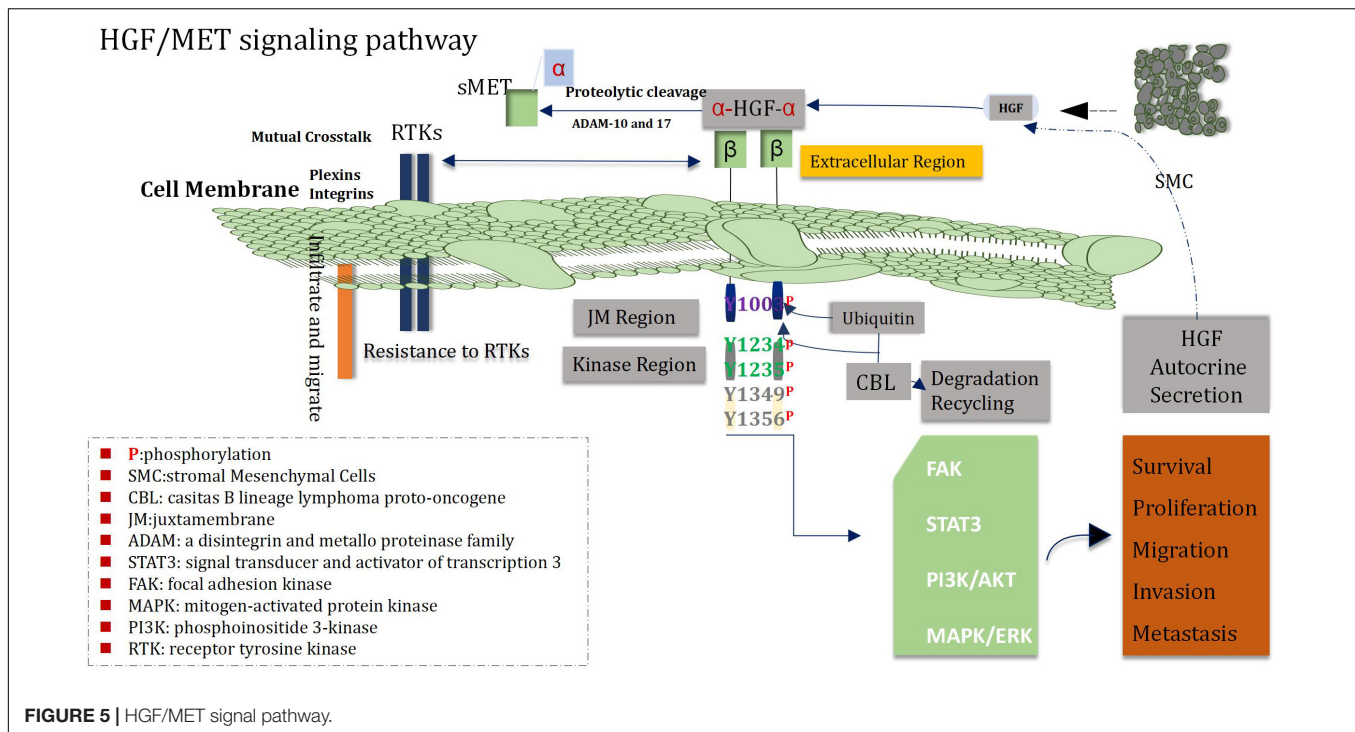 HGF/MET signaling pathway
α
sMET
Proteolytic cleavage
ADAM-10 and 17
α-HGF-α
HGF
β
β
Extracellular Region
SMC
Mutual Crosstalk
RTKs
Cell Membrane
Plexins
Integrins
Infiltrate and migrate
Resistance to RTKs
JM Region
Kinase Region
Y1003P
Y1234P
Y1235P
Y1349P
Y1356P
Ubiquitin
CBL
Degradation
Recycling
HGF
Autocrine
Secretion
P:phosphorylation
SMC:stromal Mesenchymal Cells
CBL: casitas B lineage lymphoma proto-oncogene
JM:juxtamembrane
ADAM: a disintegrin and metallo proteinase family
STAT3: signal transducer and activator of transcription 3
FAK: focal adhesion kinase
MAPK: mitogen-activated protein kinase
PI3K: phosphoinositide 3-kinase
RTK: receptor tyrosine kinase
FAK
STAT3
PI3K/AKT
MAPK/ERK
Survival
Proliferation
Migration
Invasion
Metastasis
FIGURE 5 | HGF/MET signal pathway.